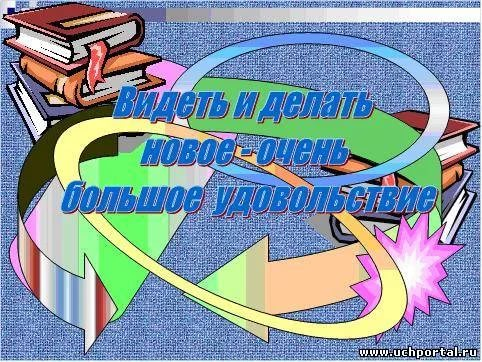 Видеть и делать
новое - очень
большое удовольствие
www.uchportal.ru